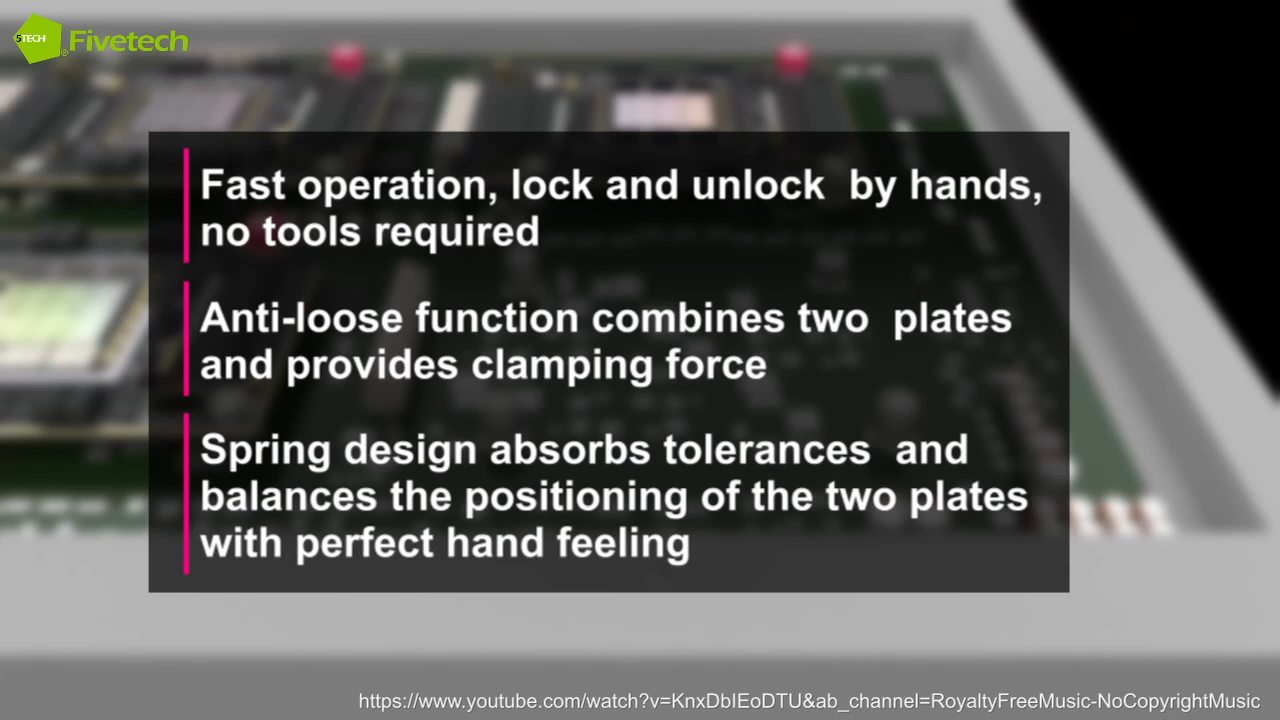 5TECH
® Fivetech
Fast operation, lock and unlock by hands,
no tools required
Anti-loose function combines two plates
and provides clamping force
Spring design absorbs tolerances and
balances the positioning of the two plates
with perfect hand feeling
https://www.youtube.com/watch?v=KnxDbIEoDTU&ab_channel=RoyaltyFreeMusic-NoCopyrightMusic